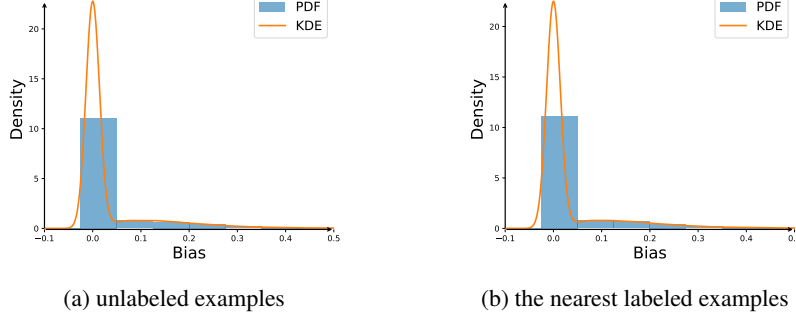 PDF
KDE
Density
20
15
10
5
0
−0.1 0.0 0.1 0.2 0.3 0.4 0.5
Bias
(a) unlabeled examples
PDF
KDE
Density
20
15
10
5
0
−0.1 0.0 0.1 0.2 0.3 0.4
Bias
(b) the nearest labeled examples